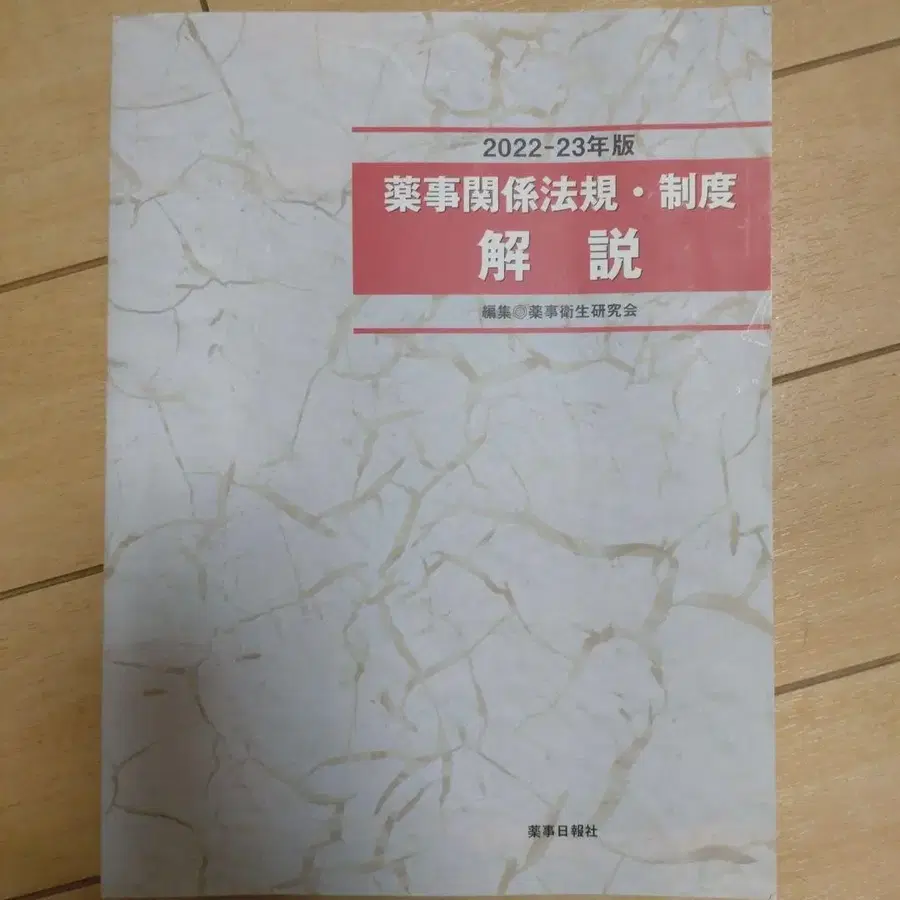 2022-23年版
薬事関係法規・制度
解 説
編集◎薬事衛生研究会
薬事日報社